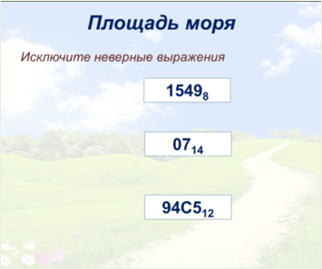 Площадь моря
Исключите неверные выражения
1549₈
07₁₄
94C5₁₂